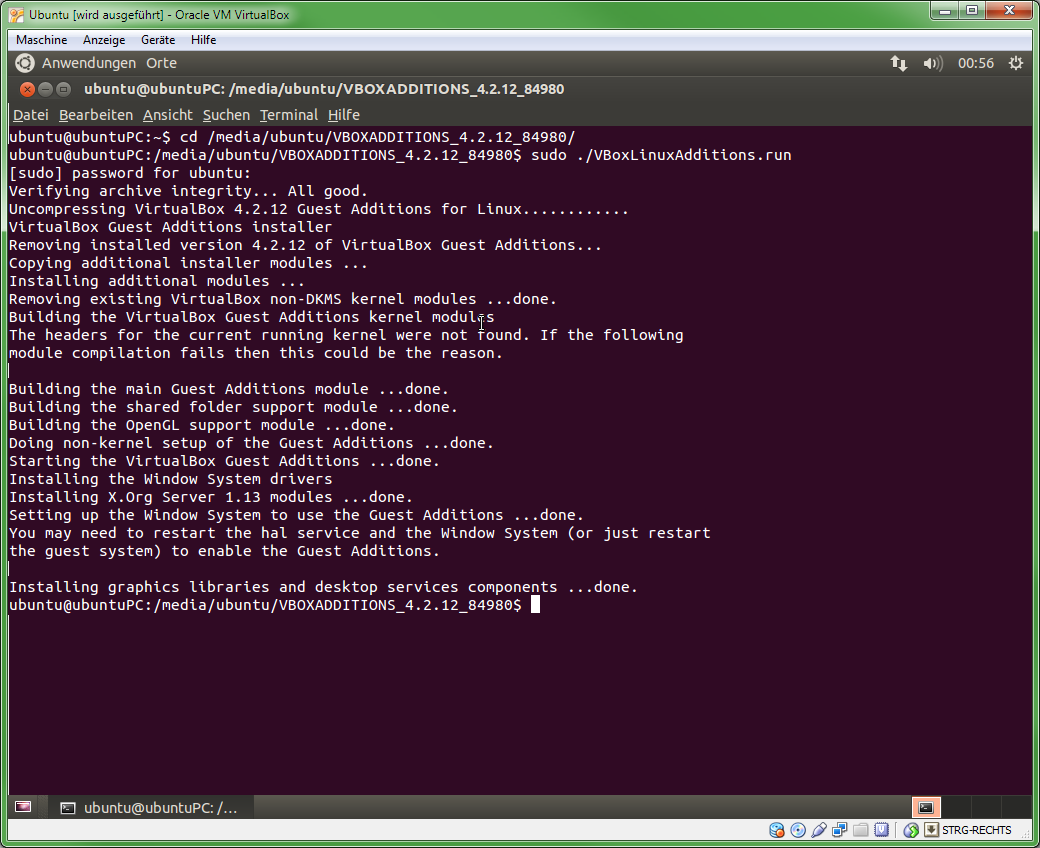 Ubuntu [wird ausgeführt] - Oracle VM VirtualBox
Maschine Anzeige Geräte Hilfe
Anwendungen Orte 00:56
ubuntu@ubuntuPC: /media/ubuntu/VBOXADDITIONS_4.2.12_84980
Datei Bearbeiten Ansicht Suchen Terminal Hilfe
ubuntu@ubuntuPC:~$ cd /media/ubuntu/VBOXADDITIONS_4.2.12_84980/
ubuntu@ubuntuPC:/media/ubuntu/VBOXADDITIONS_4.2.12_84980$ sudo ./VBoxLinuxAdditions.run
[sudo] password for ubuntu:
Verifying archive integrity... All good.
Uncompressing VirtualBox 4.2.12 Guest Additions for Linux............
VirtualBox Guest Additions installer
Removing installed version 4.2.12 of VirtualBox Guest Additions...
Copying additional installer modules ...
Installing additional modules ...
Removing existing VirtualBox non-DKMS kernel modules ...done.
Building the VirtualBox Guest Additions kernel modules
The headers for the current running kernel were not found. If the following
module compilation fails then this could be the reason.
Building the main Guest Additions module ...done.
Building the shared folder support module ...done.
Building the OpenGL support module ...done.
Doing non-kernel setup of the Guest Additions ...done.
Starting the VirtualBox Guest Additions ...done.
Installing the Window System drivers
Installing X.Org Server 1.13 modules ...done.
Setting up the Window System to use the Guest Additions ...done.
You may need to restart the hal service and the Window System (or just restart
the guest system) to enable the Guest Additions.
Installing graphics libraries and desktop services components ...done.
ubuntu@ubuntuPC:/media/ubuntu/VBOXADDITIONS_4.2.12_84980$
ubuntu@ubuntuPC: /...
STRG-RECHTS